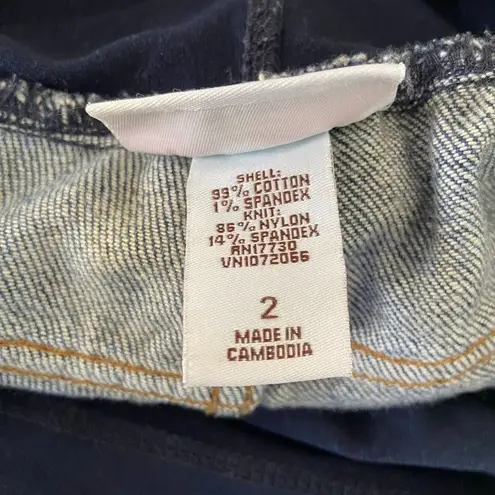 SHELL:
99% COTTON
1% SPANDEX
KNIT:
86% NYLON
14% SPANDEX
RN17730
VN1072066
2
MADE IN
CAMBODIA